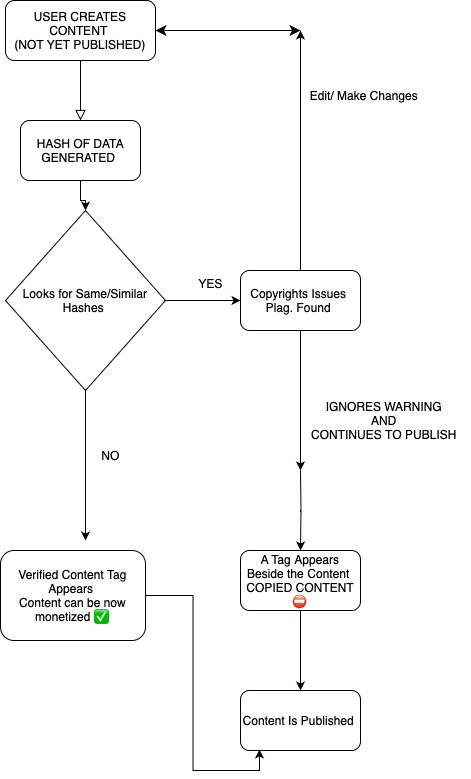 USER CREATES
CONTENT
(NOT YET PUBLISHED)
Edit/ Make Changes
HASH OF DATA
GENERATED
Looks for Same/Similar
Hashes
YES
Copyrights Issues
Plag. Found
IGNORES WARNING
AND
CONTINUES TO PUBLISH
NO
Verified Content Tag
Appears
Content can be now
monetized ✅
A Tag Appears
Beside the Content
COPIED CONTENT
⛔
Content Is Published